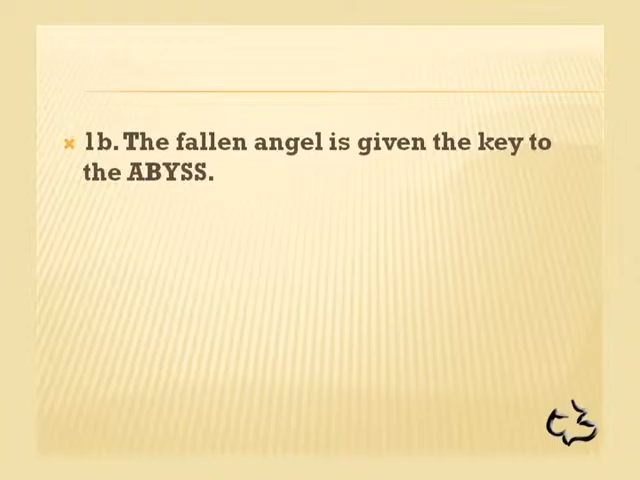 1b. The fallen angel is given the key to
the ABYSS.